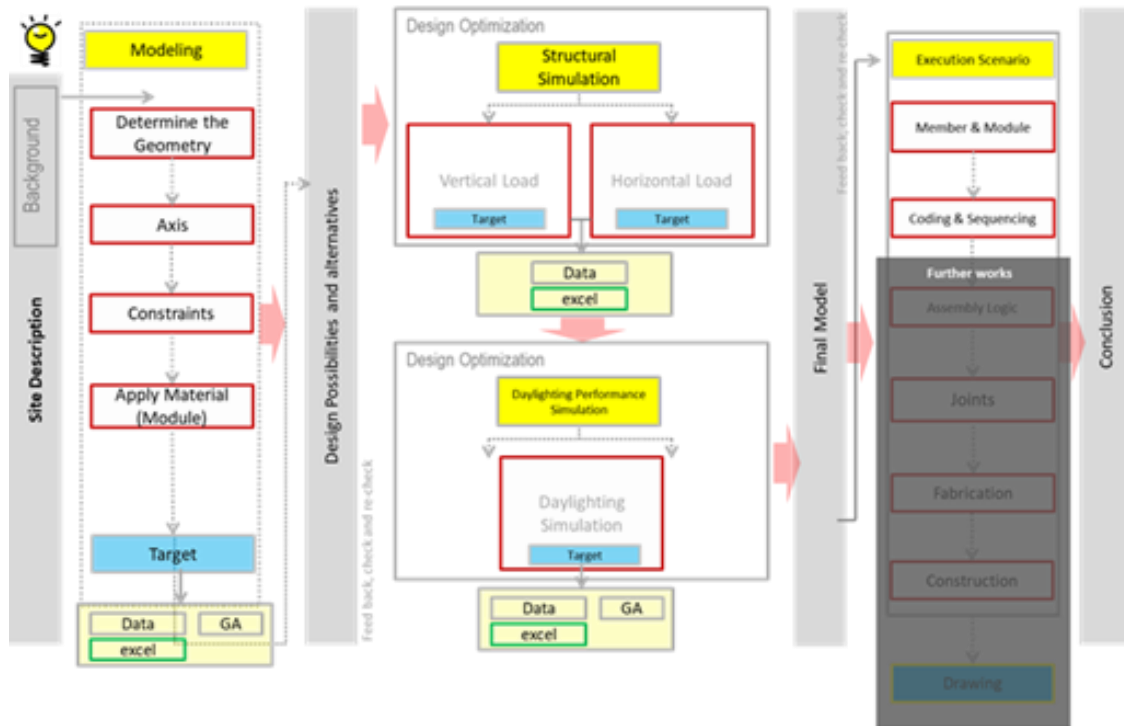 Background
Site Description
Modeling
Determine the
Geometry
Axis
Constraints
Apply Material
(Module)
Target
Data
GA
excel
Design Possibilities and alternatives
Feed back, check and re-check
Design Optimization
Structural
Simulation
Vertical Load
Target
Horizontal Load
Target
Data
excel
Design Optimization
Daylighting Performance
Simulation
Daylighting
Simulation
Target
Data
GA
excel
Final Model
Feed back, check and re-check
Execution Scenario
Member & Module
Coding & Sequencing
Further works
Assembly Logic
Joints
Fabrication
Construction
Drawing
Conclusion